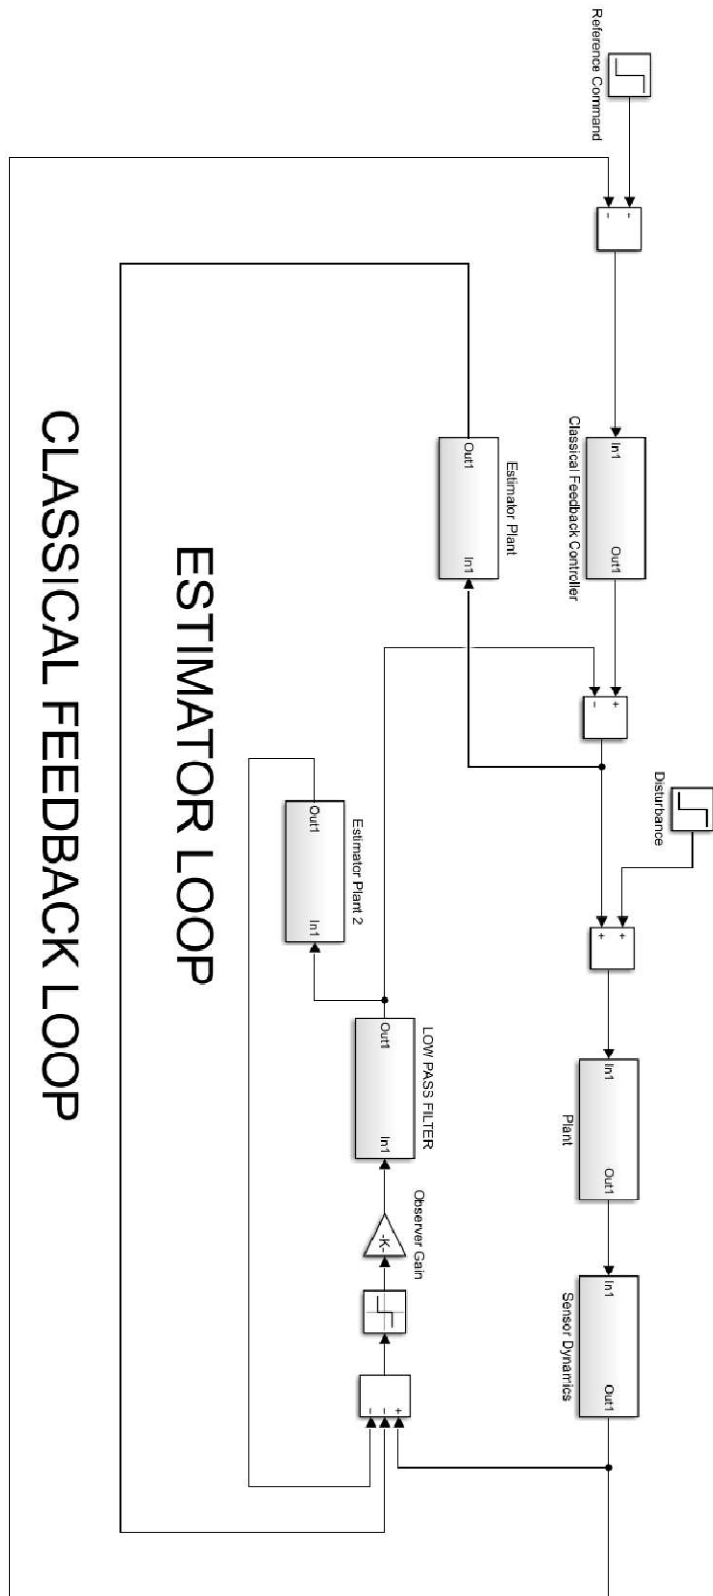 Disturbance
Reference Command
-
-
In1
Out1
Classical Feedback Controller
+
-
+
+
In1
Out1
Plant
In1
Out1
Sensor Dynamics
Estimator Plant
Out1
In1
LOW PASS FILTER
Out1
In1
Observer Gain
-K-
+
-
-
Estimator Plant 2
Out1
In1
ESTIMATOR LOOP
CLASSICAL FEEDBACK LOOP